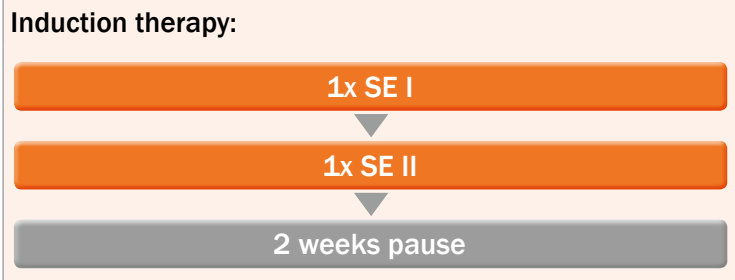 Induction therapy:
1x SE I
1x SE II
2 weeks pause